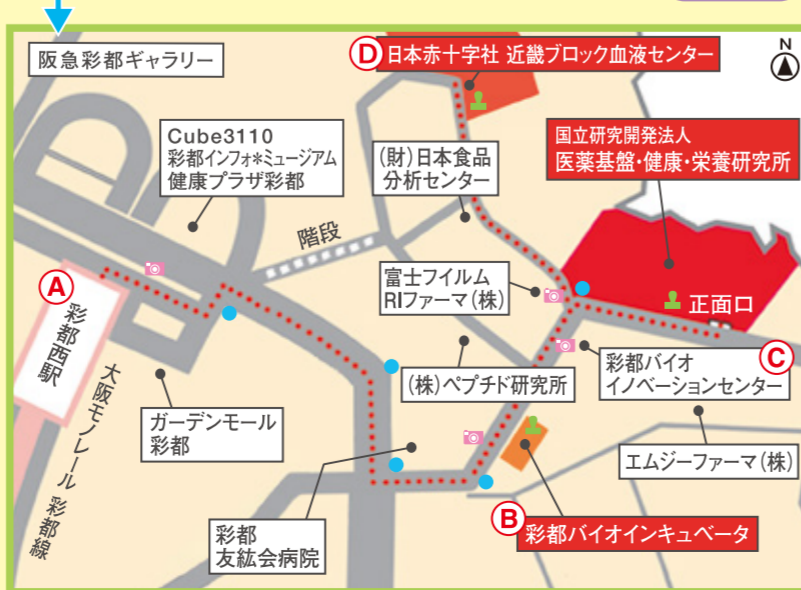 阪急彩都ギャラリー
D 日本赤十字社 近畿ブロック血液センター
N
Cube3110
彩都インフォ*ミュージアム
健康プラザ彩都
(財)日本食品
分析センター
国立研究開発法人
医薬基盤・健康・栄養研究所
階段
A
彩都西駅
富士フイルム
RIファーマ(株)
正面口
大阪モノレール 彩都線
ガーデンモール
彩都
(株)ペプチド研究所
彩都バイオ
イノベーションセンター
C
エムジーファーマ(株)
彩都
友紘会病院
B 彩都バイオインキュベータ